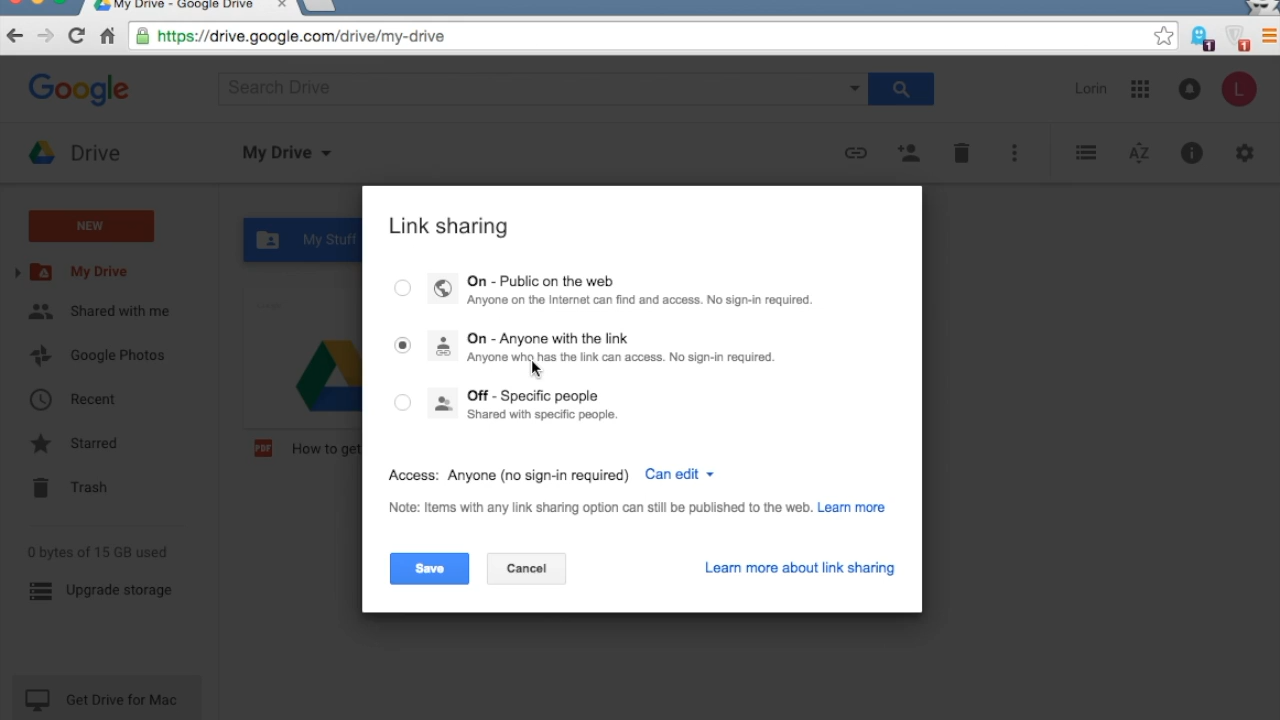 My Drive - Google Drive
https://drive.google.com/drive/my-drive
1
1
Google
Search Drive
Lorin
L
Drive
My Drive
AZ
NEW
My Drive
Shared with me
Google Photos
Recent
Starred
Trash
0 bytes of 15 GB used
Upgrade storage
Get Drive for Mac
My Stuff
PDF
How to get
Link sharing
On - Public on the web
Anyone on the Internet can find and access. No sign-in required.
On - Anyone with the link
Anyone who has the link can access. No sign-in required.
Off - Specific people
Shared with specific people.
Access: Anyone (no sign-in required) Can edit
Note: Items with any link sharing option can still be published to the web. Learn more
Save
Cancel
Learn more about link sharing